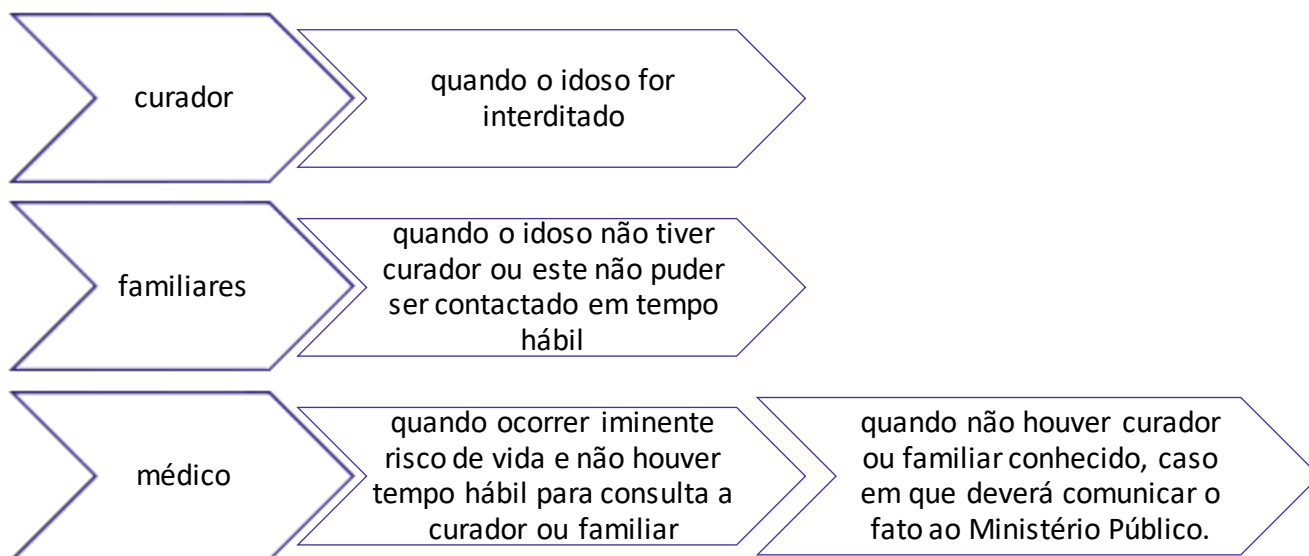 curador
quando o idoso for
interditado
familiares
quando o idoso não tiver
curador ou este não puder
ser contactado em tempo
hábil
médico
quando ocorrer iminente
risco de vida e não houver
tempo hábil para consulta a
curador ou familiar
quando não houver curador
ou familiar conhecido, caso
em que deverá comunicar o
fato ao Ministério Público.